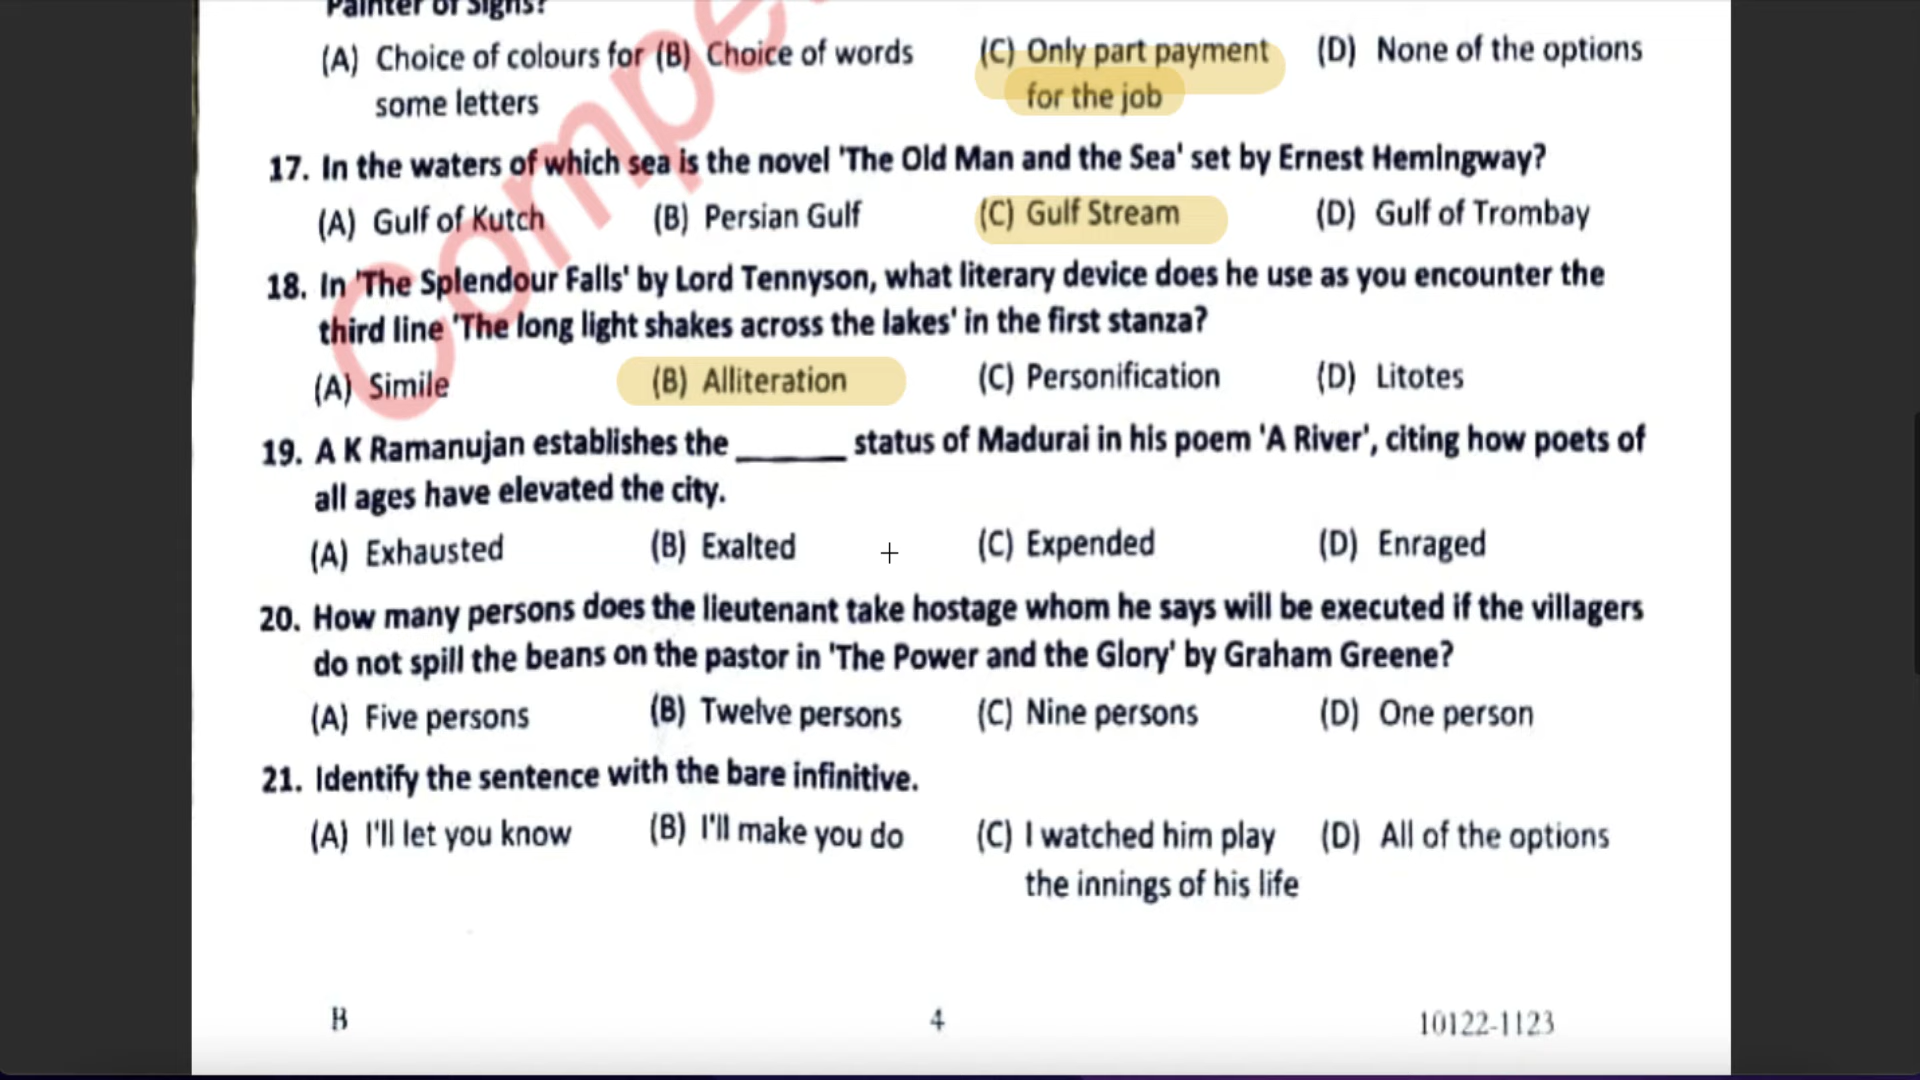 Painter of Signs?
(A) Choice of colours for (B) Choice of words (C) Only part payment (D) None of the options
some letters for the job
17. In the waters of which sea is the novel 'The Old Man and the Sea' set by Ernest Hemingway?
(A) Gulf of Kutch (B) Persian Gulf (C) Gulf Stream (D) Gulf of Trombay
18. In 'The Splendour Falls' by Lord Tennyson, what literary device does he use as you encounter the
third line 'The long light shakes across the lakes' in the first stanza?
(A) Simile (B) Alliteration (C) Personification (D) Litotes
19. A K Ramanujan establishes the ______ status of Madurai in his poem 'A River', citing how poets of
all ages have elevated the city.
(A) Exhausted (B) Exalted (C) Expended (D) Enraged
20. How many persons does the lieutenant take hostage whom he says will be executed if the villagers
do not spill the beans on the pastor in 'The Power and the Glory' by Graham Greene?
(A) Five persons (B) Twelve persons (C) Nine persons (D) One person
21. Identify the sentence with the bare infinitive.
(A) I'll let you know (B) I'll make you do (C) I watched him play (D) All of the options
the innings of his life
B 4 10122-1123